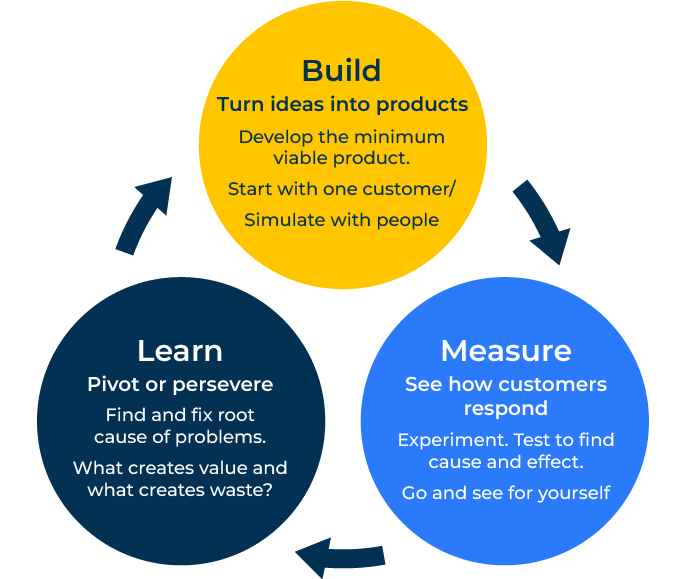 Build
Turn ideas into products
Develop the minimum
viable product.
Start with one customer/
Simulate with people
Learn
Pivot or persevere
Find and fix root
cause of problems.
What creates value and
what creates waste?
Measure
See how customers
respond
Experiment. Test to find
cause and effect.
Go and see for yourself